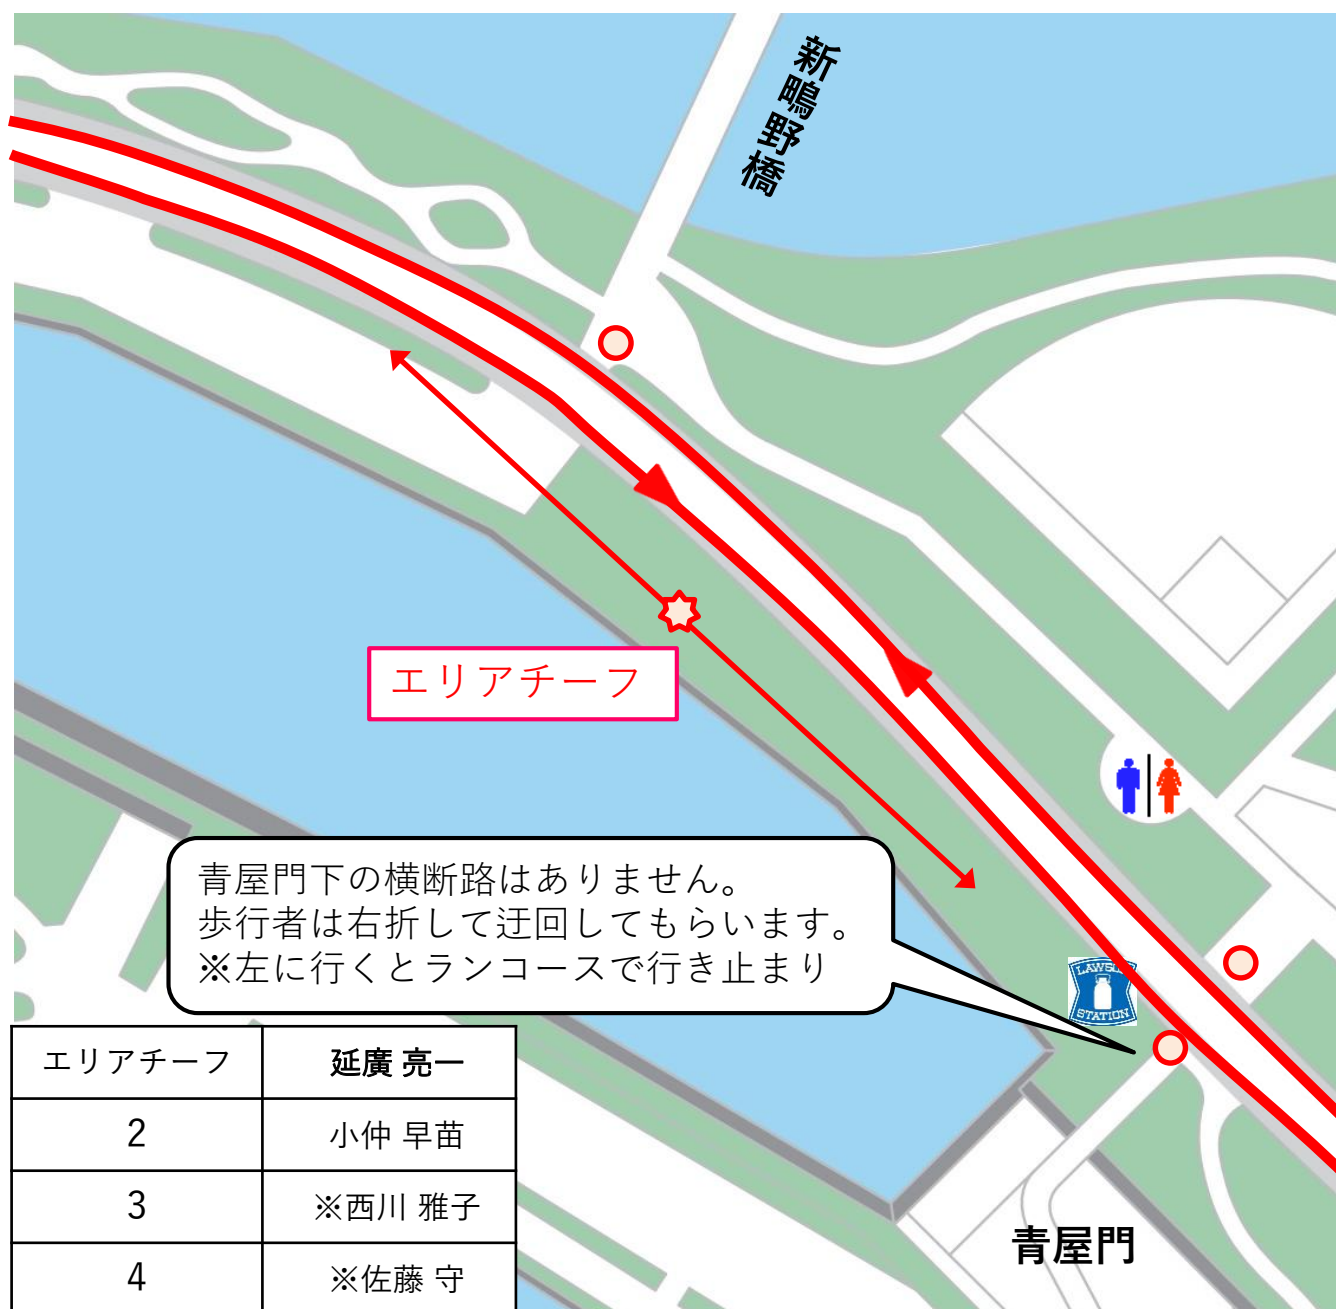 新鴫野橋
エリアチーフ
青屋門下の横断路はありません。
歩行者は右折して迂回してもらいます。
※左に行くとランコースで行き止まり
LAWSON
STATION
エリアチーフ 延廣 亮一
2 小仲 早苗
3 ※西川 雅子
4 ※佐藤 守
青屋門